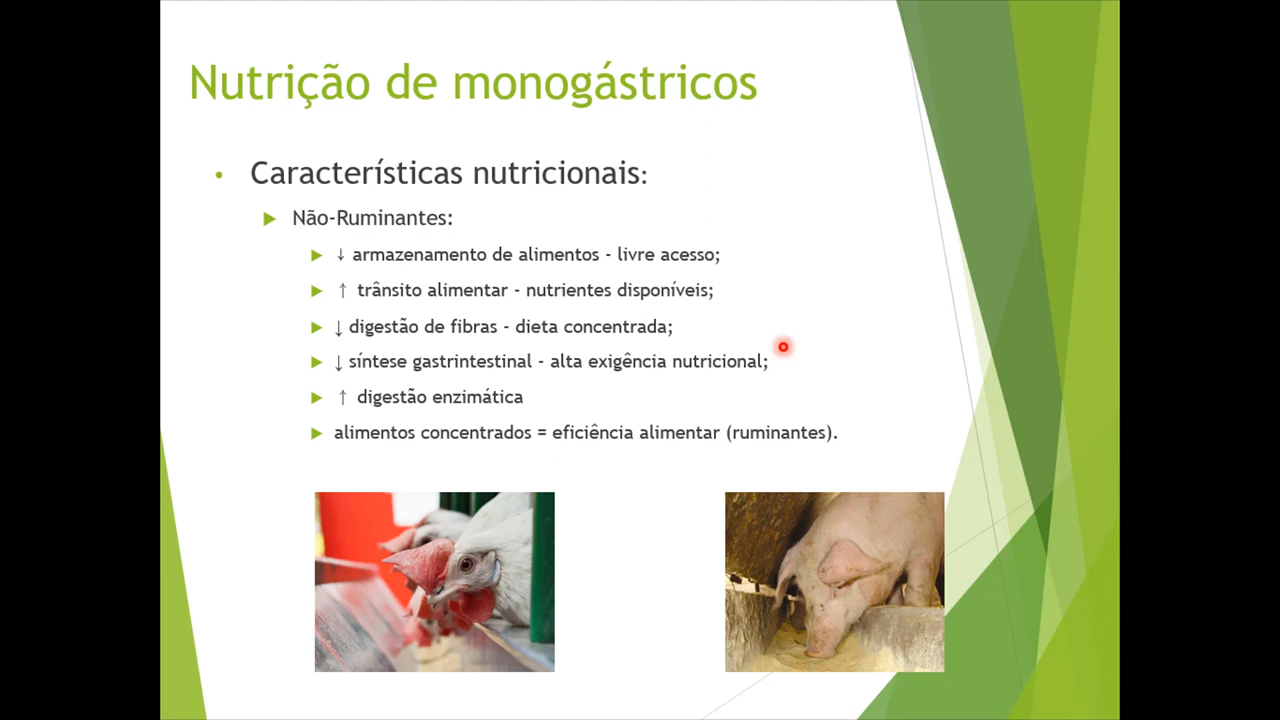 Nutrição de monogástricos
• Características nutricionais:
▶ Não-Ruminantes:
▶ ↓ armazenamento de alimentos - livre acesso;
▶ ↑ trânsito alimentar - nutrientes disponíveis;
▶ ↓ digestão de fibras - dieta concentrada;
▶ ↓ síntese gastrintestinal - alta exigência nutricional;
▶ ↑ digestão enzimática
▶ alimentos concentrados = eficiência alimentar (ruminantes).